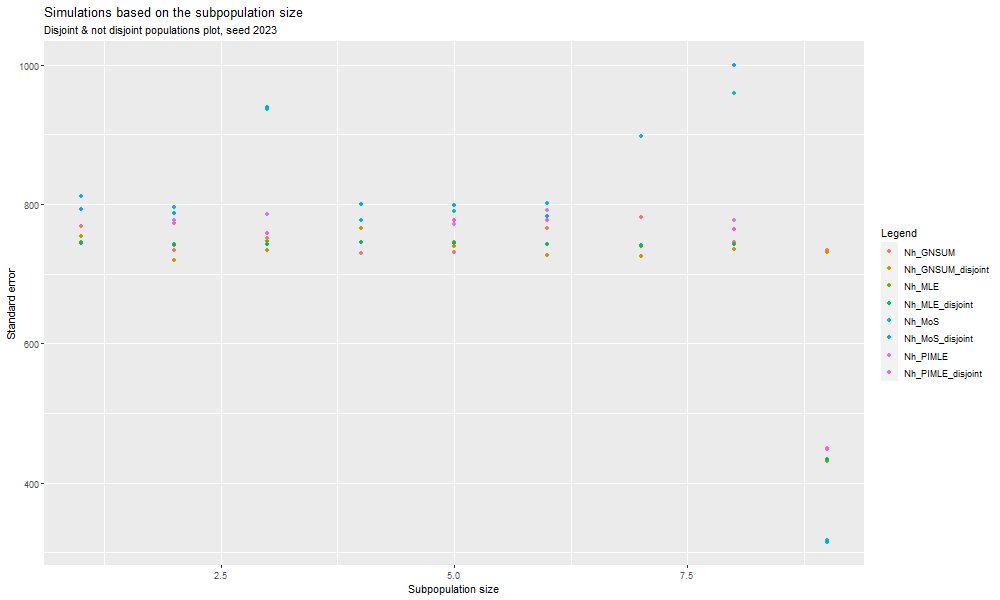 Simulations based on the subpopulation size
Disjoint & not disjoint populations plot, seed 2023
1000
800
600
400
Standard error
2.5
5.0
7.5
Subpopulation size
Legend
Nh_GNSUM
Nh_GNSUM_disjoint
Nh_MLE
Nh_MLE_disjoint
Nh_MoS
Nh_MoS_disjoint
Nh_PIMLE
Nh_PIMLE_disjoint